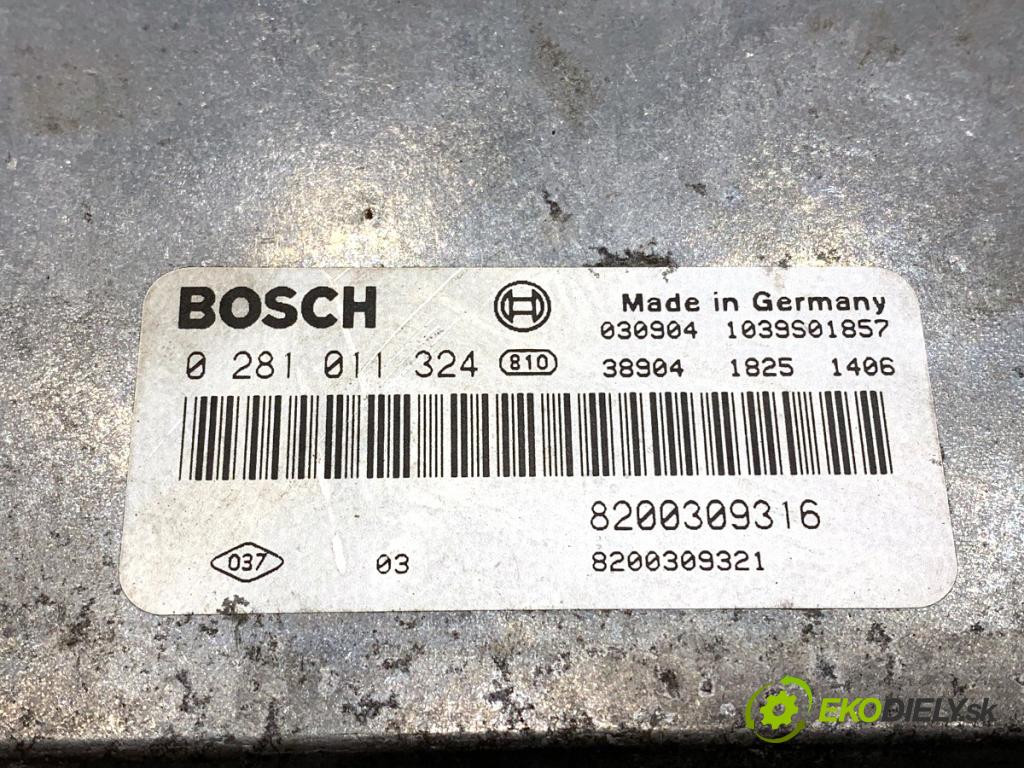 BOSCH
Made in Germany
030904 1039S01857
0 281 011 324 810
38904 1825 1406
8200309316
037 03 8200309321
EKODIELY.sk